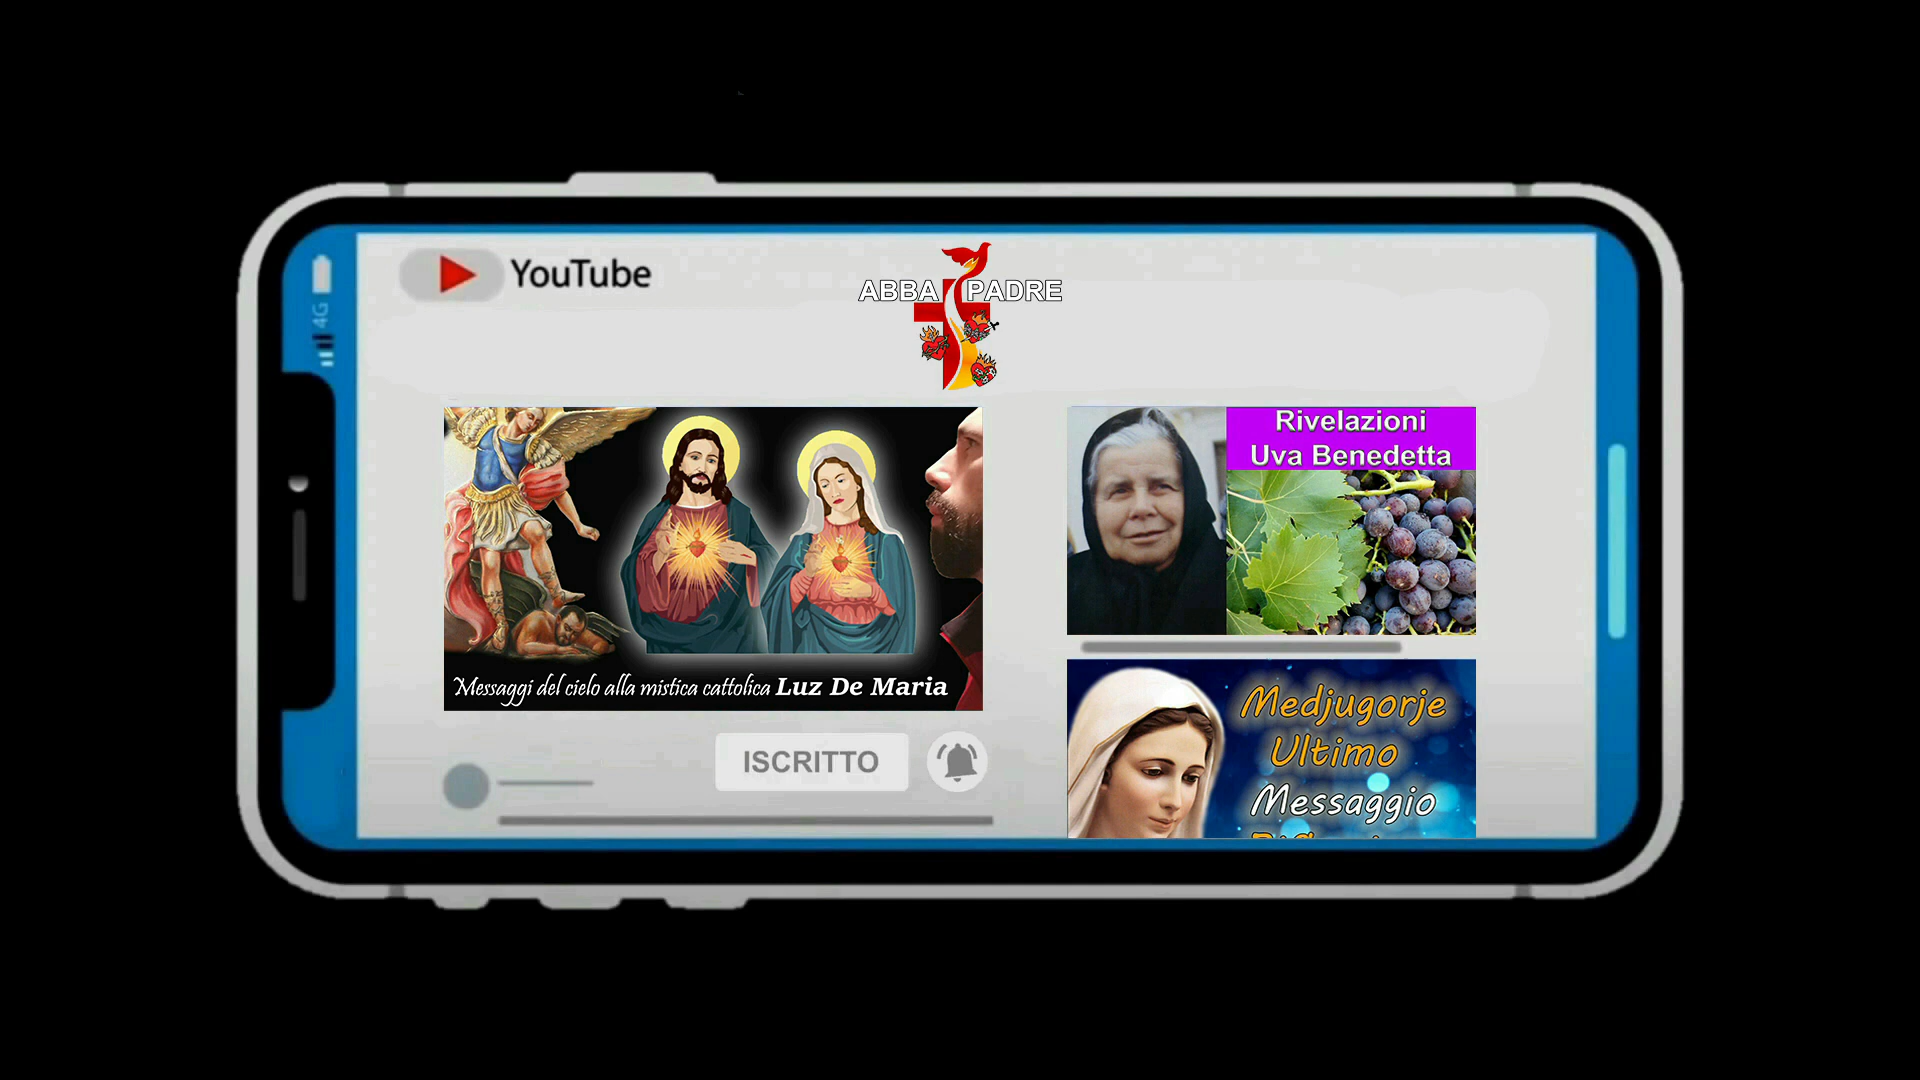 4G
YouTube
ABBA PADRE
Messaggi del cielo alla mistica cattolica Luz De Maria
ISCRITTO
Rivelazioni
Uva Benedetta
Medjugorje
Ultimo
Messaggio